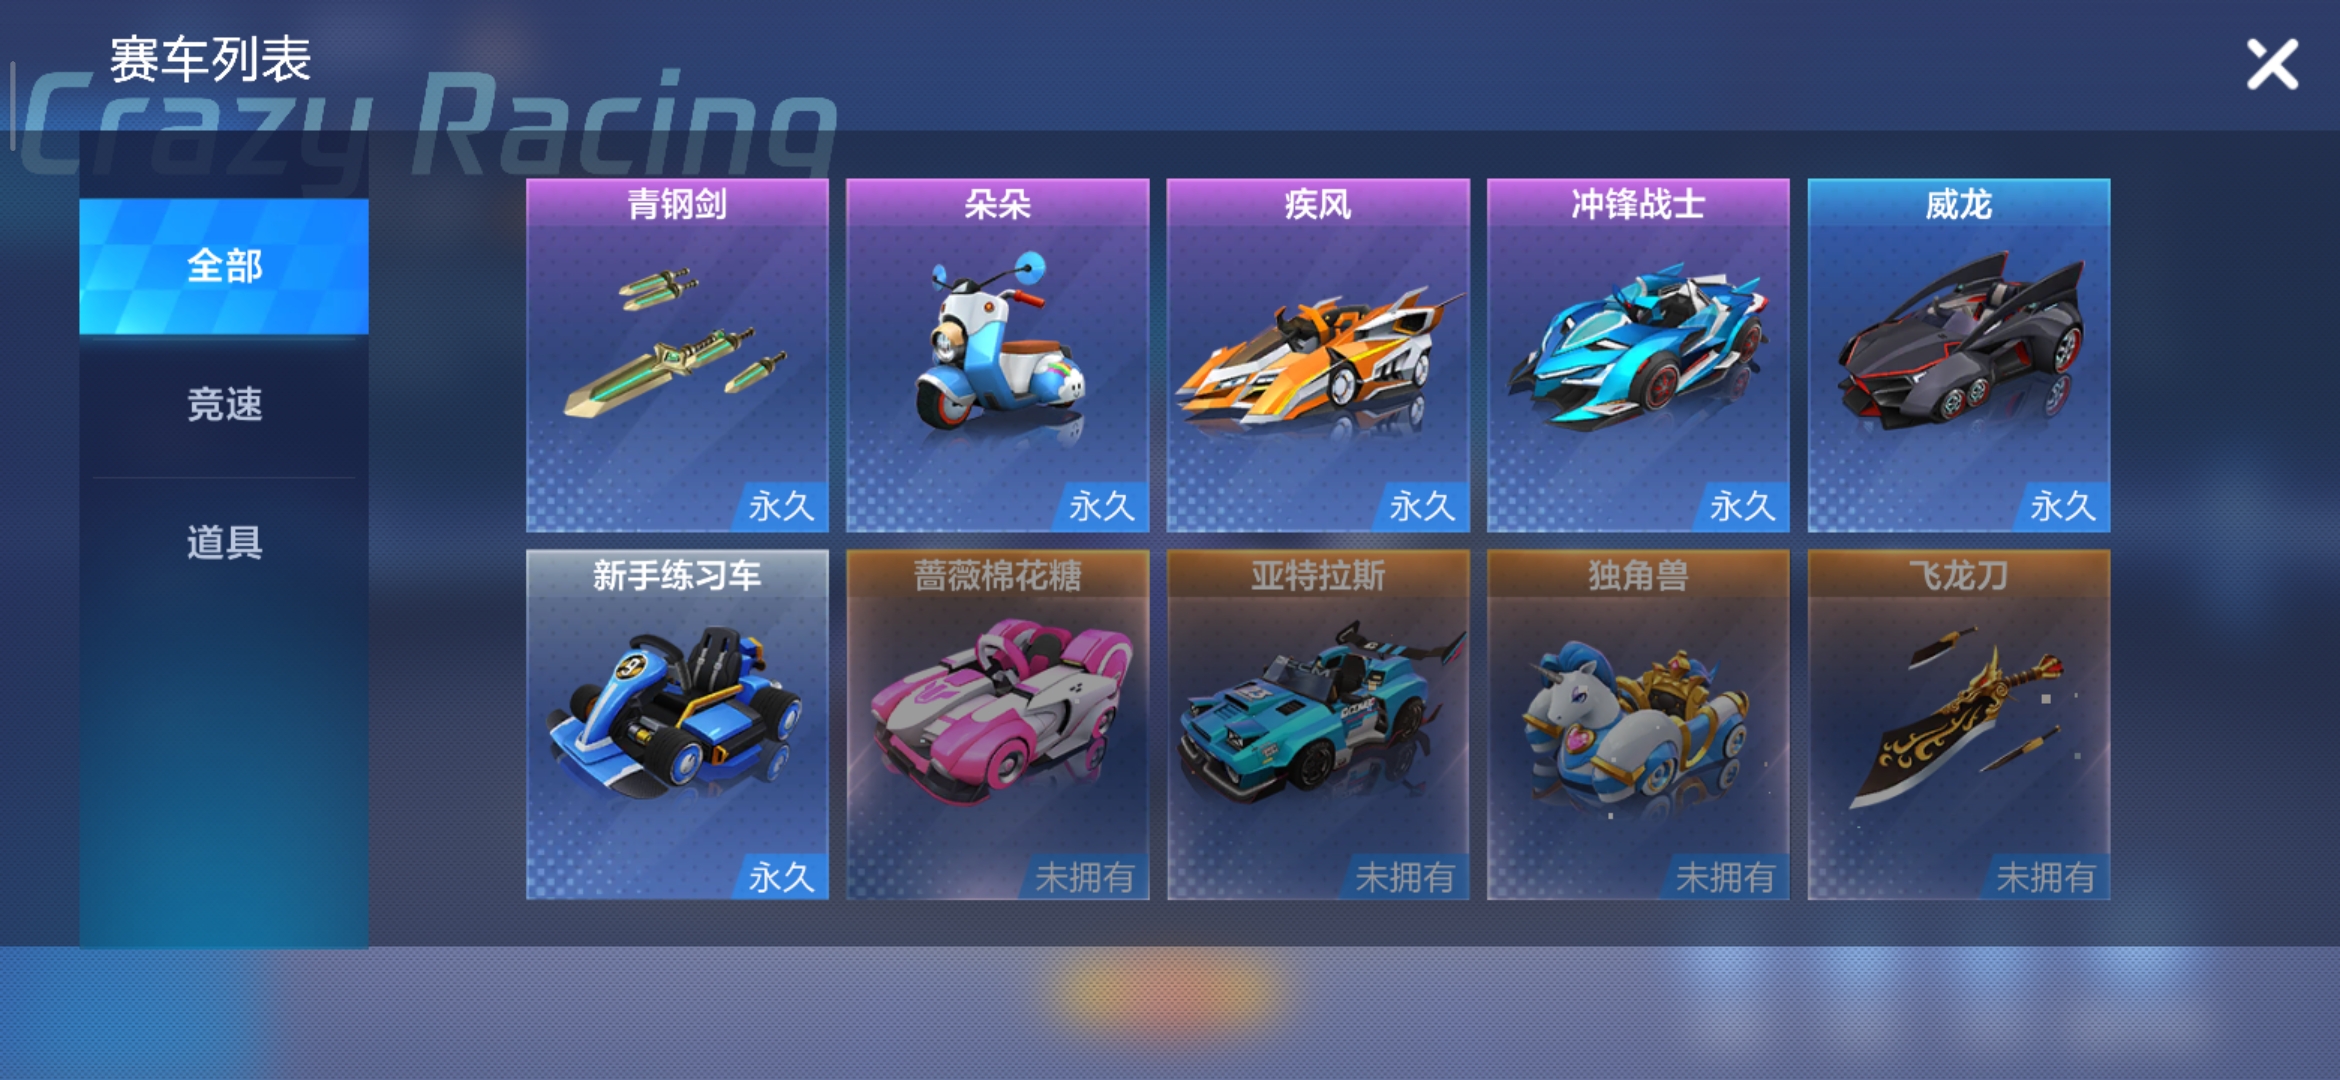 赛车列表
Crazy Racing
全部
竞速
道具
青钢剑
永久
朵朵
永久
疾风
永久
冲锋战士
永久
威龙
永久
新手练习车
9
永久
蔷薇棉花糖
未拥有
亚特拉斯
未拥有
独角兽
未拥有
飞龙刀
未拥有